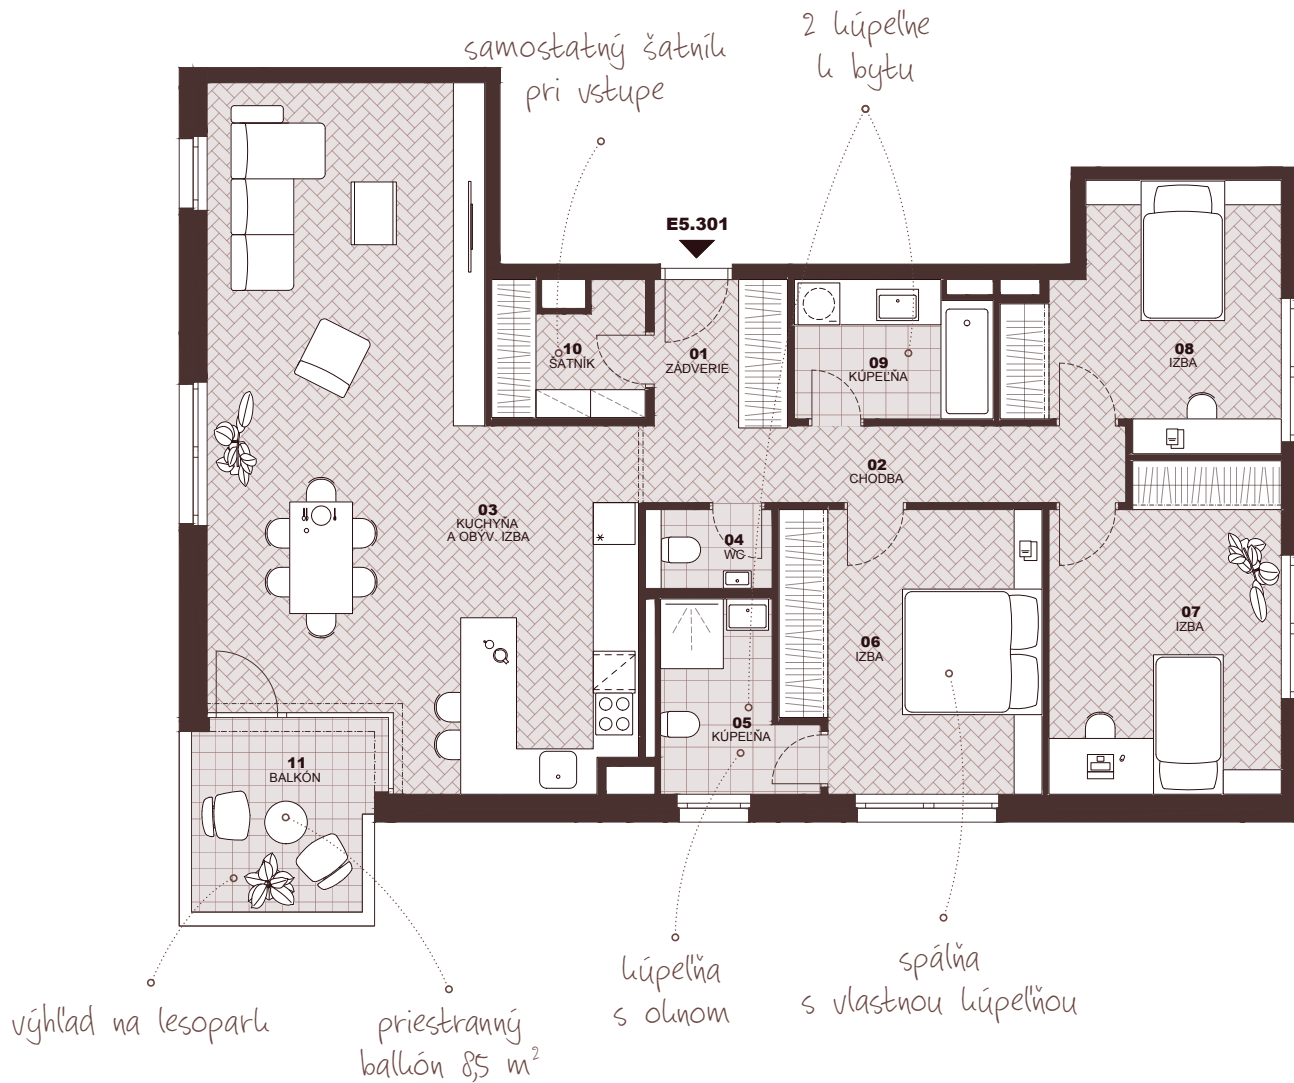 samostatný šatník
pri vstupe
2 kúpeľne
k bytu
E5.301
10
ŠATNÍK
01
ZÁDVERIE
09
KÚPEĽŇA
08
IZBA
02
CHODBA
03
KUCHYŇA
A OBÝV. IZBA
04
WC
05
KÚPEĽŇA
06
IZBA
07
IZBA
11
BALKÓN
výhľad na lesopark
priestranný
balkón 8,5 m²
kúpeľňa
s oknom
spálňa
s vlastnou kúpeľňou